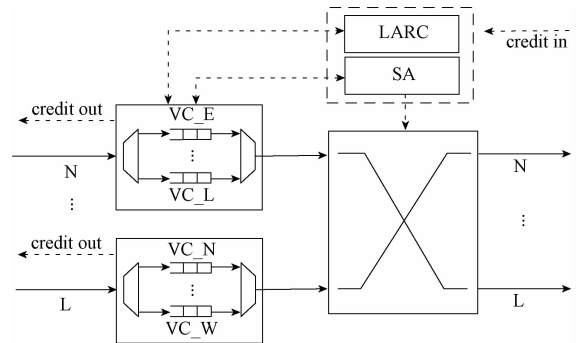 LARC
credit in
SA
credit out
VC_E
⋮
N
VC_L
N
⋮
⋮
credit out
VC_N
⋮
L
VC_W
L